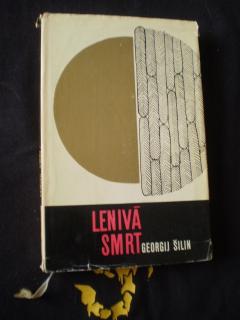 LENIVÁ
SMRT
GEORGIJ ŠILIN